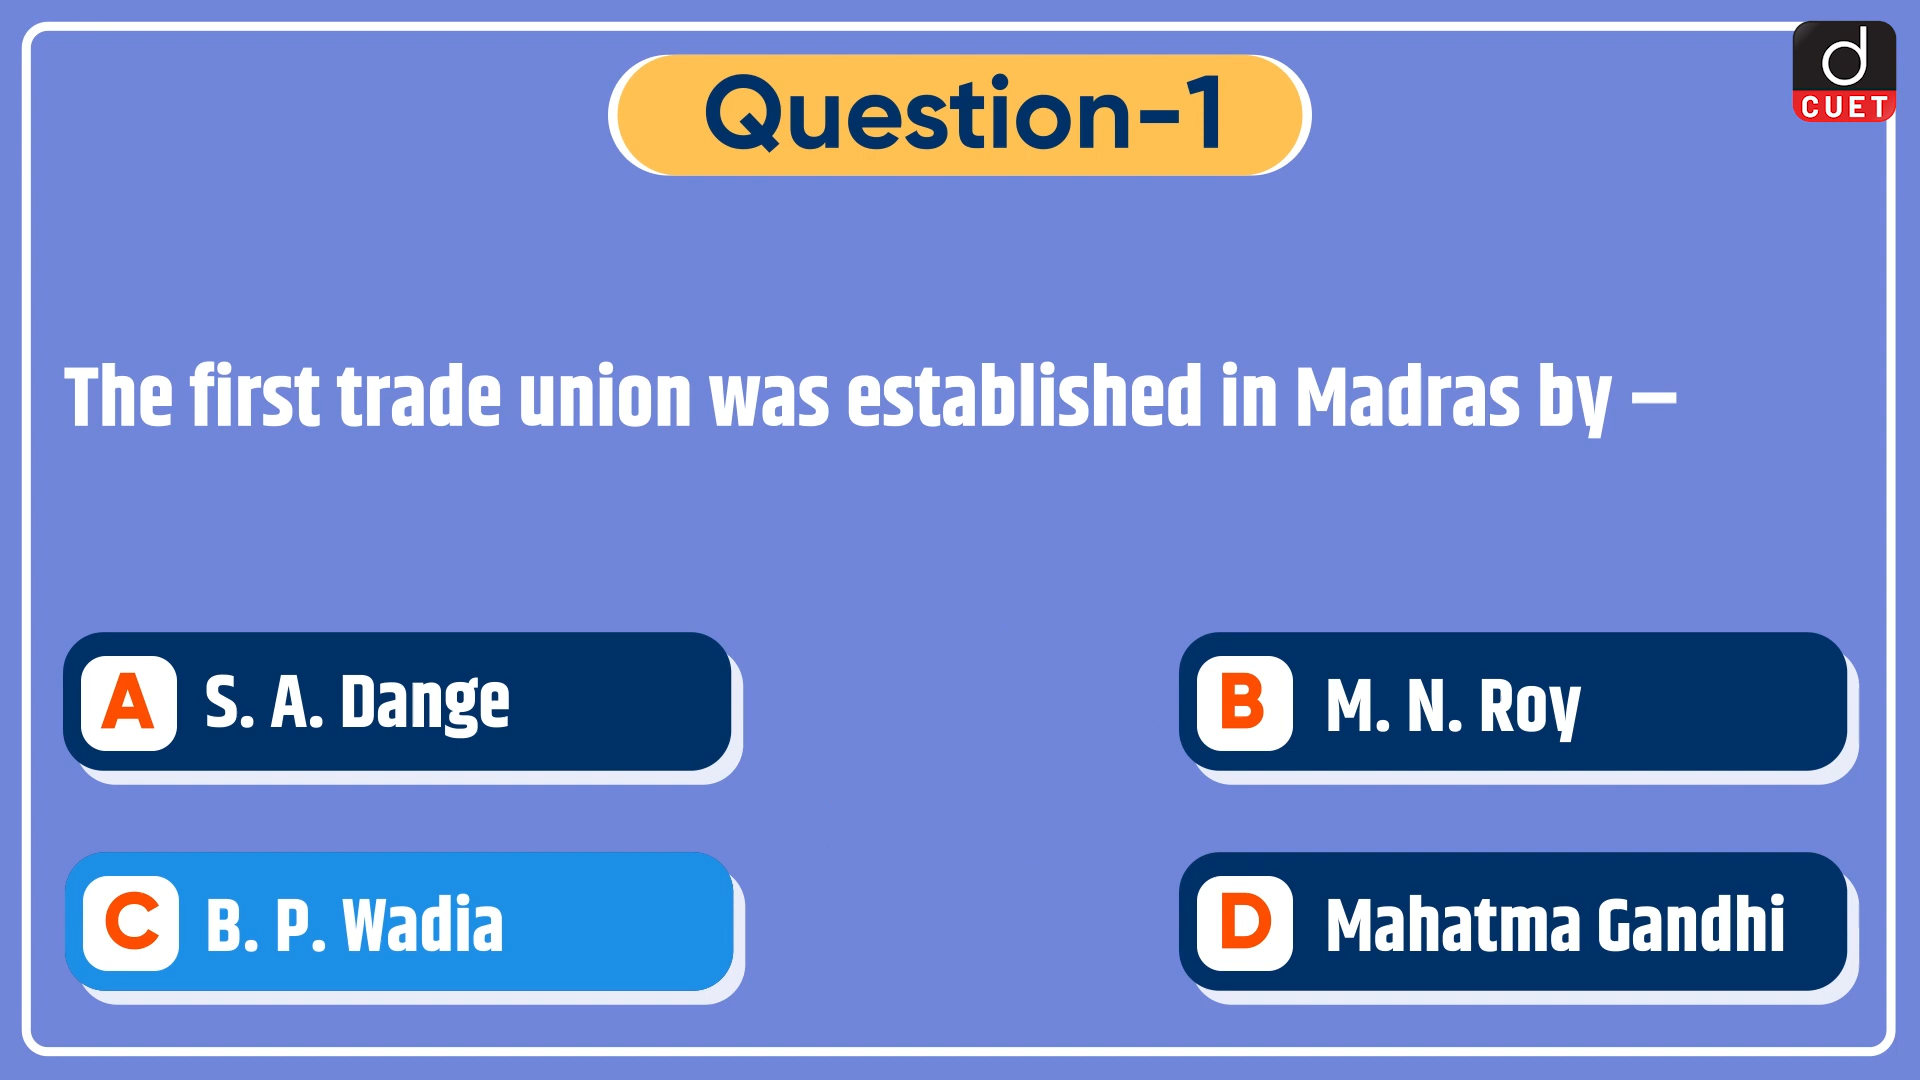 d
CUET
Question-1
The first trade union was established in Madras by –
A S. A. Dange
B M. N. Roy
C B. P. Wadia
D Mahatma Gandhi